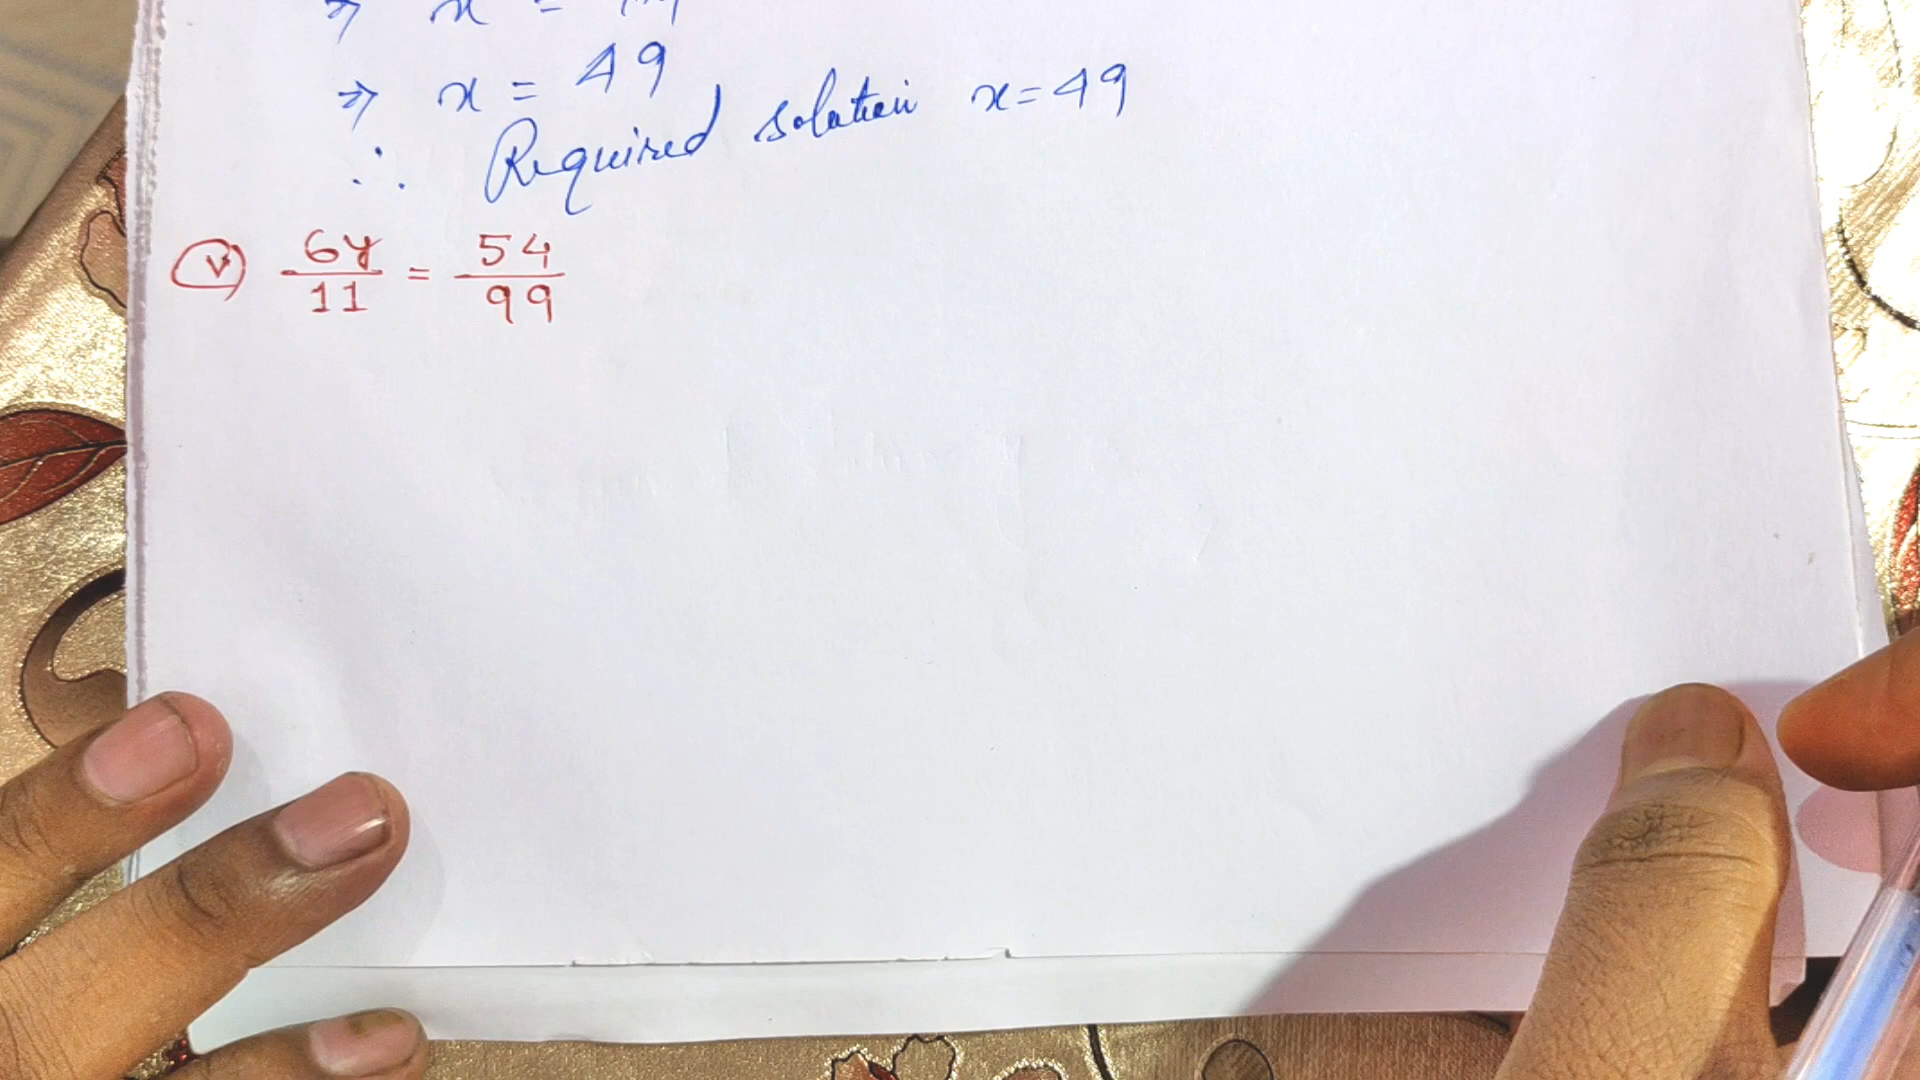 ⇒ x =
⇒ x = 49
∴ Required solution x = 49
(v) 6y/11 = 54/99